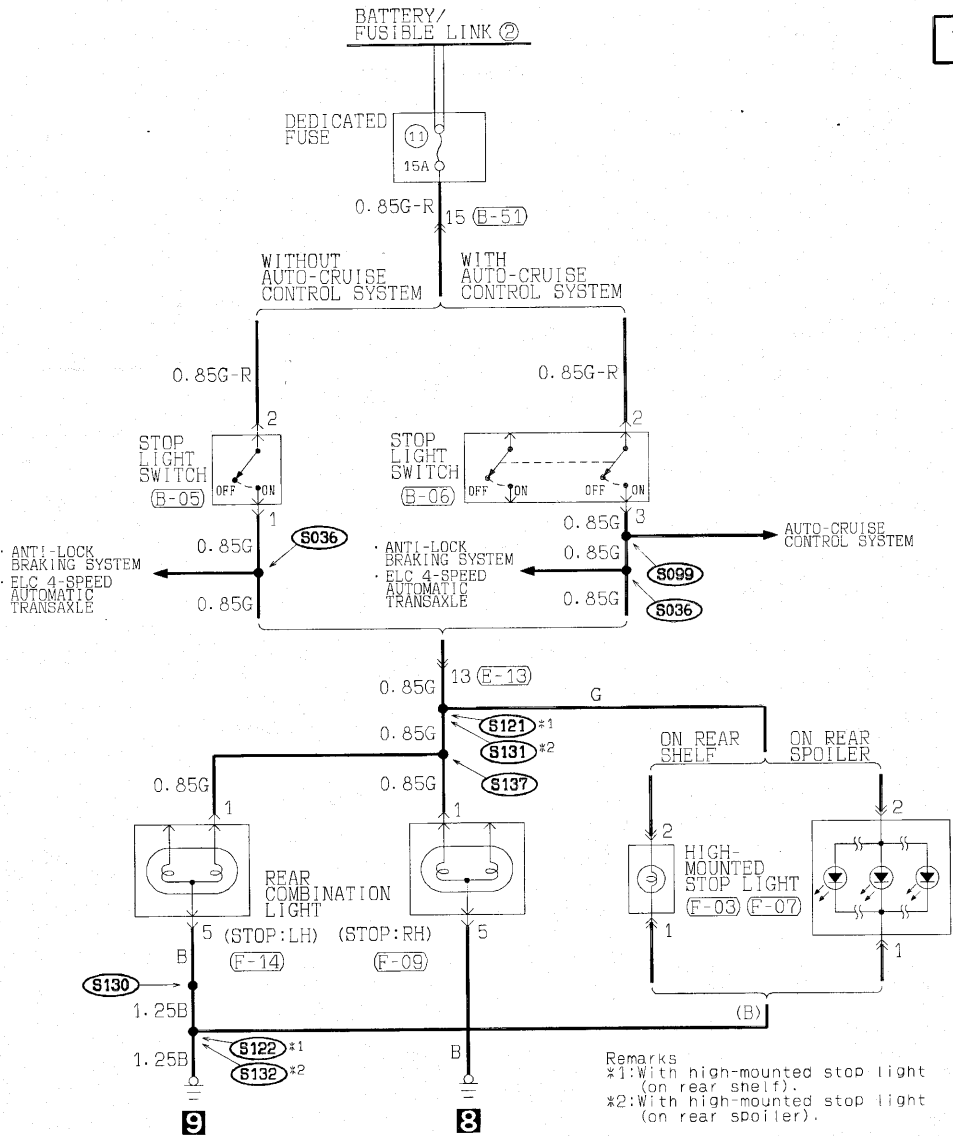 BATTERY/
FUSIBLE LINK ②
DEDICATED
FUSE
11
15A
0.85G-R
15 (B-51)
WITHOUT
AUTO-CRUISE
CONTROL SYSTEM
WITH
AUTO-CRUISE
CONTROL SYSTEM
0.85G-R
0.85G-R
2
2
STOP
LIGHT
SWITCH
(B-05)
OFF
ON
STOP
LIGHT
SWITCH
(B-06)
OFF
ON
OFF
ON
1
3
0.85G
S036
0.85G
AUTO-CRUISE
CONTROL SYSTEM
· ANTI-LOCK
BRAKING SYSTEM
· ELC 4-SPEED
AUTOMATIC
TRANSAXLE
0.85G
· ANTI-LOCK
BRAKING SYSTEM
· ELC 4-SPEED
AUTOMATIC
TRANSAXLE
0.85G
S099
0.85G
S036
13 (E-13)
0.85G
G
S121 *1
0.85G
S131 *2
S137
ON REAR
SHELF
ON REAR
SPOILER
0.85G
0.85G
1
1
2
2
REAR
COMBINATION
LIGHT
HIGH-
MOUNTED
STOP LIGHT
(F-03) (F-07)
5
(STOP:LH)
(F-14)
(STOP:RH)
(F-09)
5
1
1
B
S130
1.25B
(B)
1.25B
S122 *1
S132 *2
B
9
8
Remarks
*1:With high-mounted stop light
(on rear shelf).
*2:With high-mounted stop light
(on rear spoiler).